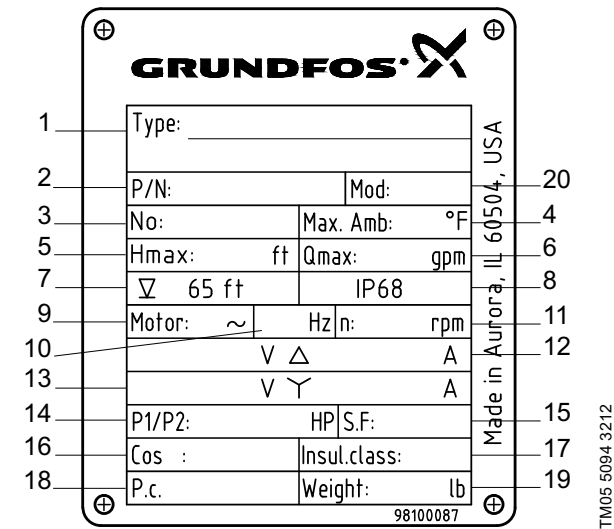 GRUNDFOS
1 Type:
2 P/N: Mod: 20
3 No: Max. Amb: °F 4
5 Hmax: ft Qmax: gpm 6
7 65 ft IP68 8
9 Motor: ~ Hz n: rpm 11
10 V △ A 12
13 V Y A
14 P1/P2: HP S.F: 15
16 Cos : Insul.class: 17
18 P.c. Weight: lb 19
98100087
Made in Aurora, IL 60504, USA
TM05 5094 3212